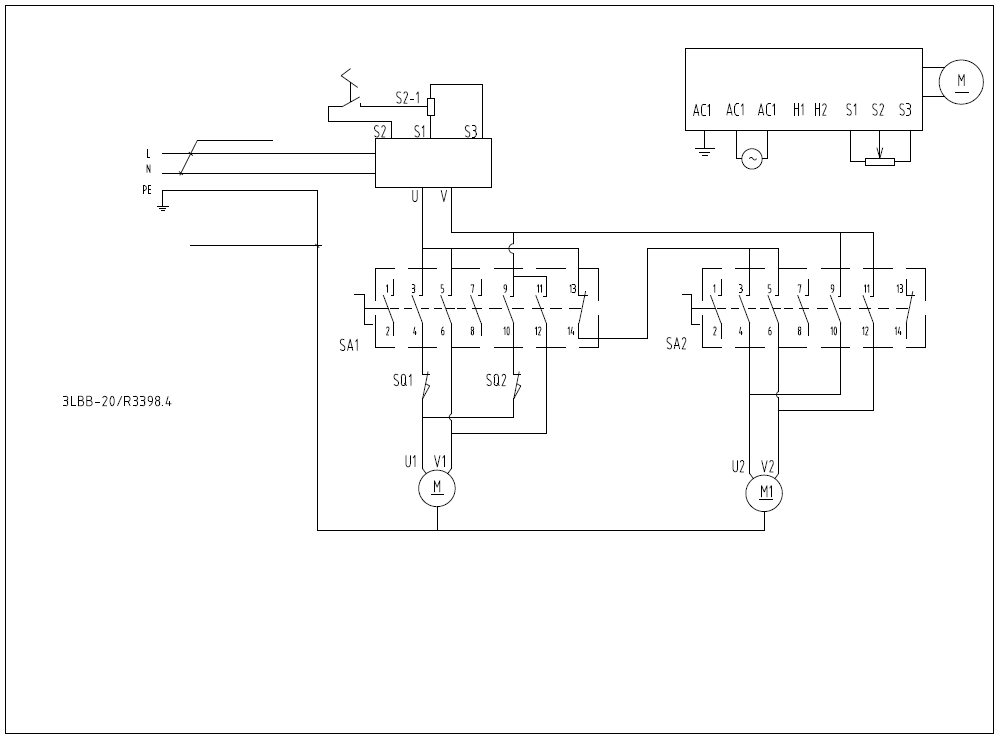 M
AC1 AC1 AC1 H1 H2 S1 S2 S3
S2-1
S2 S1 S3
L
N
PE
U V
1 3 5 7 9 11 13
2 4 6 8 10 12 14
SA1
1 3 5 7 9 11 13
2 4 6 8 10 12 14
SA2
SQ1 SQ2
3LBB-20/R3398.4
U1 V1
M
U2 V2
M1